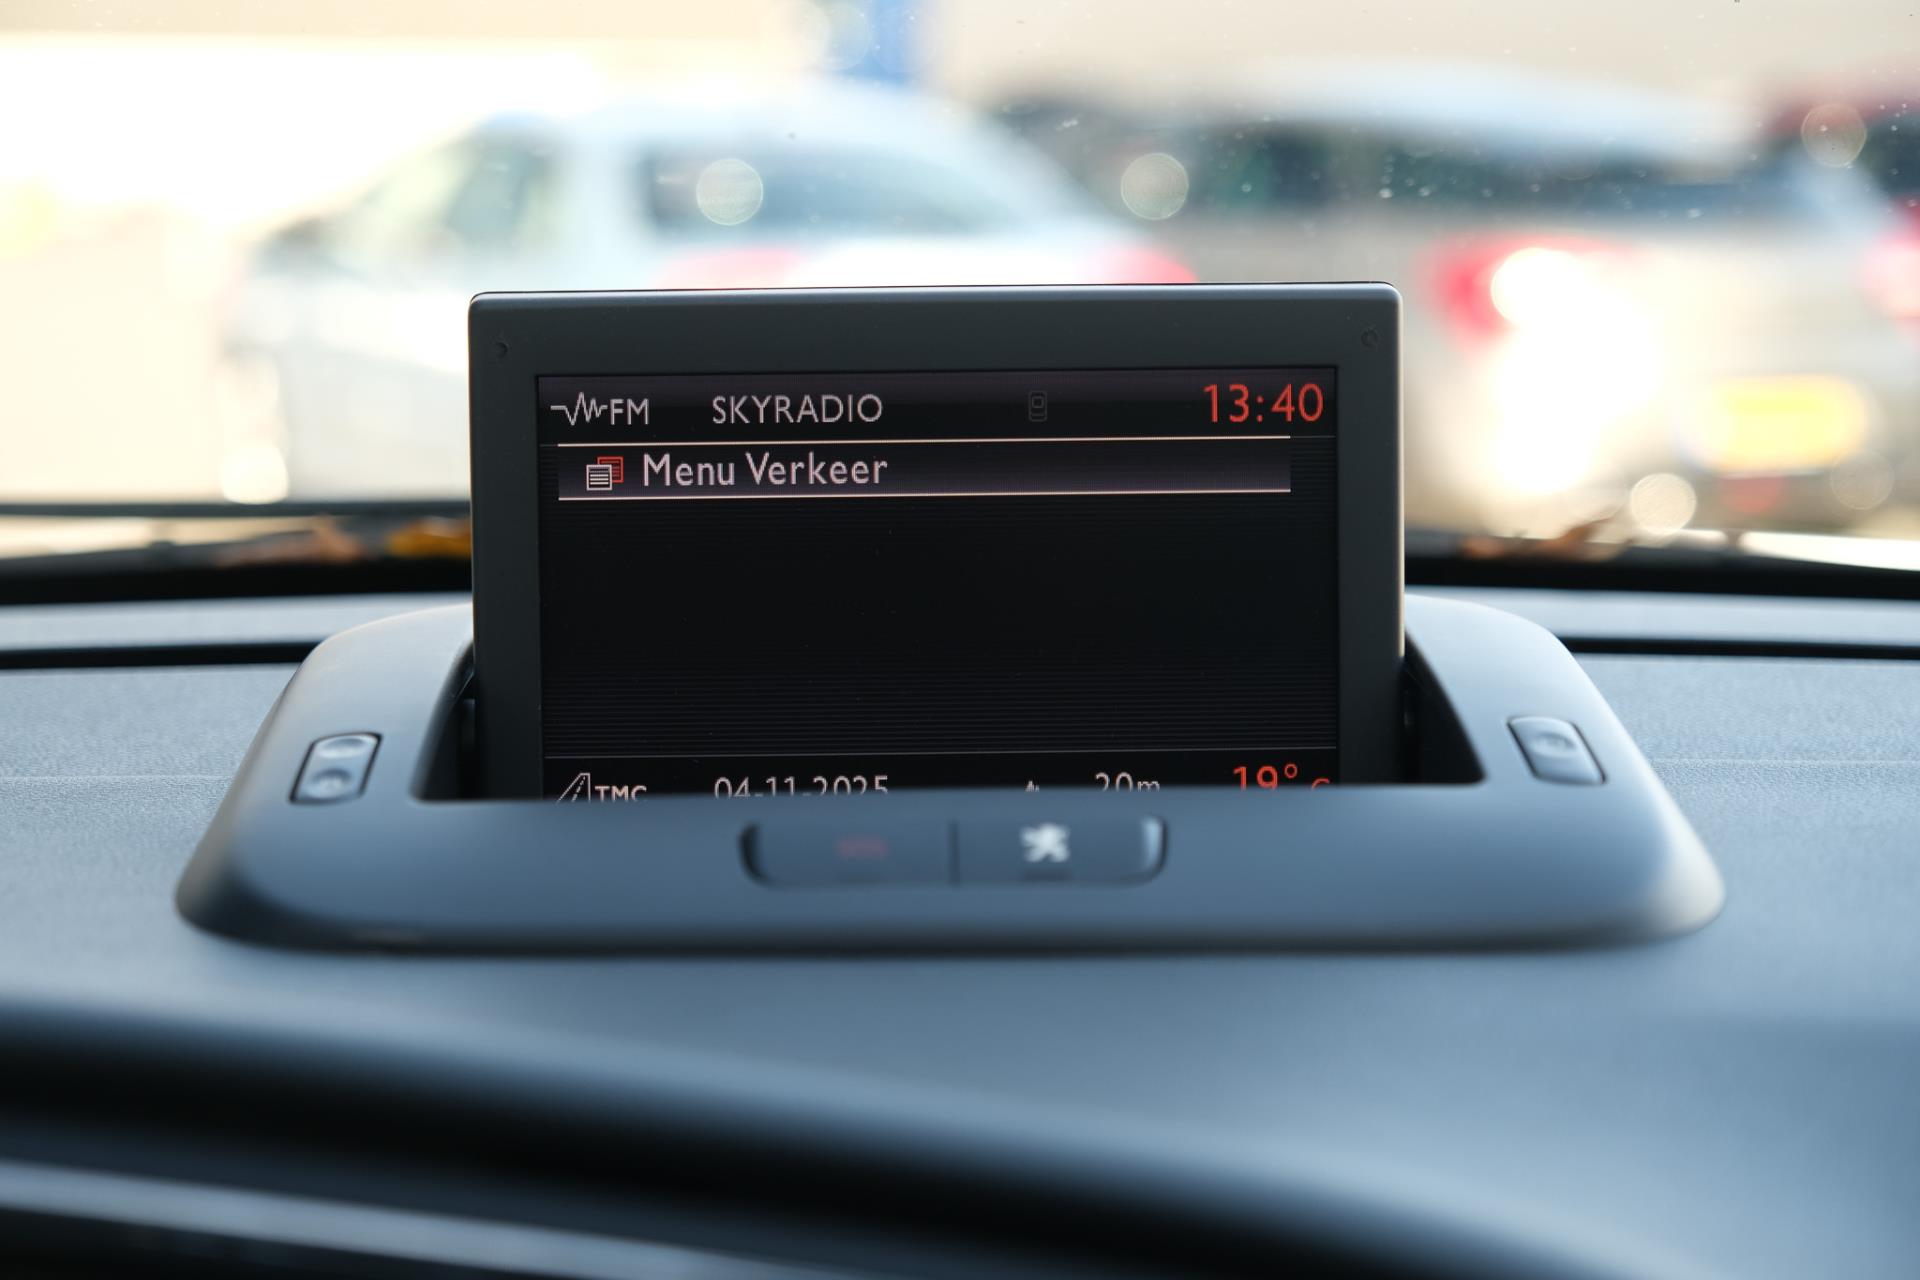 FM SKYRADIO 13:40
Menu Verkeer
TMC 04-11-2025 20m 19° C